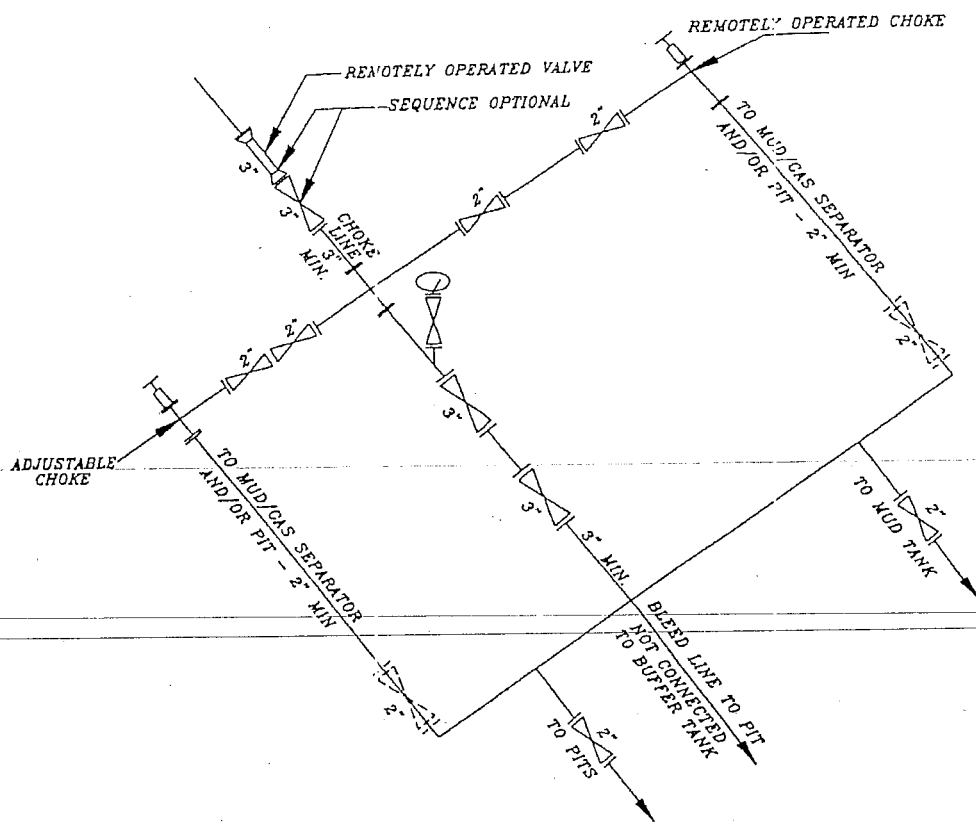 REMOTELY OPERATED CHOKE
REMOTELY OPERATED VALVE
SEQUENCE OPTIONAL
3"
3"
CHOKE
LINE
3"
MIN.
2"
2"
TO MUD/GAS SEPARATOR
AND/OR PIT - 2" MIN
2"
2"
2"
ADJUSTABLE
CHOKE
TO MUD/GAS SEPARATOR
AND/OR PIT - 2" MIN
2"
3"
3"
3" MIN.
BLEED LINE TO PIT
NOT CONNECTED
TO BUFFER TANK
2"
TO MUD TANK
2"
TO PITS